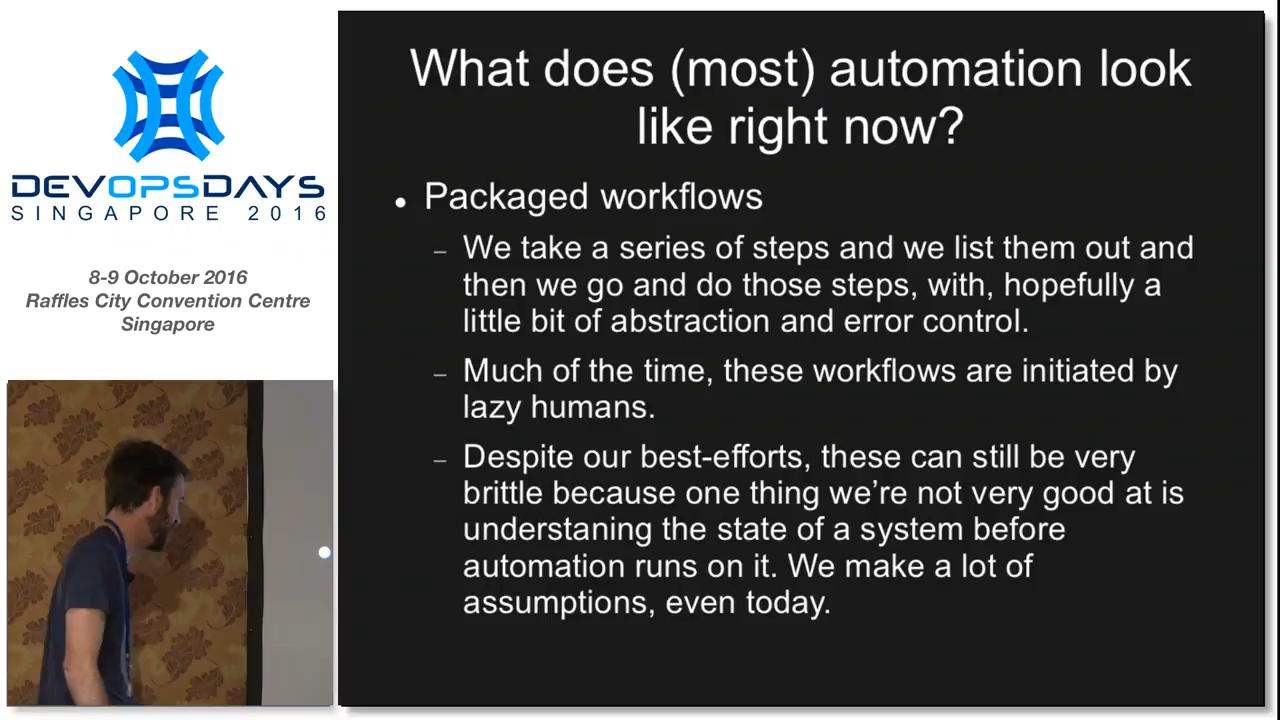 DEVOPSDAYS
SINGAPORE 2016
8-9 October 2016
Raffles City Convention Centre
Singapore
What does (most) automation look
like right now?
● Packaged workflows
– We take a series of steps and we list them out and
then we go and do those steps, with, hopefully a
little bit of abstraction and error control.
– Much of the time, these workflows are initiated by
lazy humans.
– Despite our best-efforts, these can still be very
brittle because one thing we’re not very good at is
understaning the state of a system before
automation runs on it. We make a lot of
assumptions, even today.